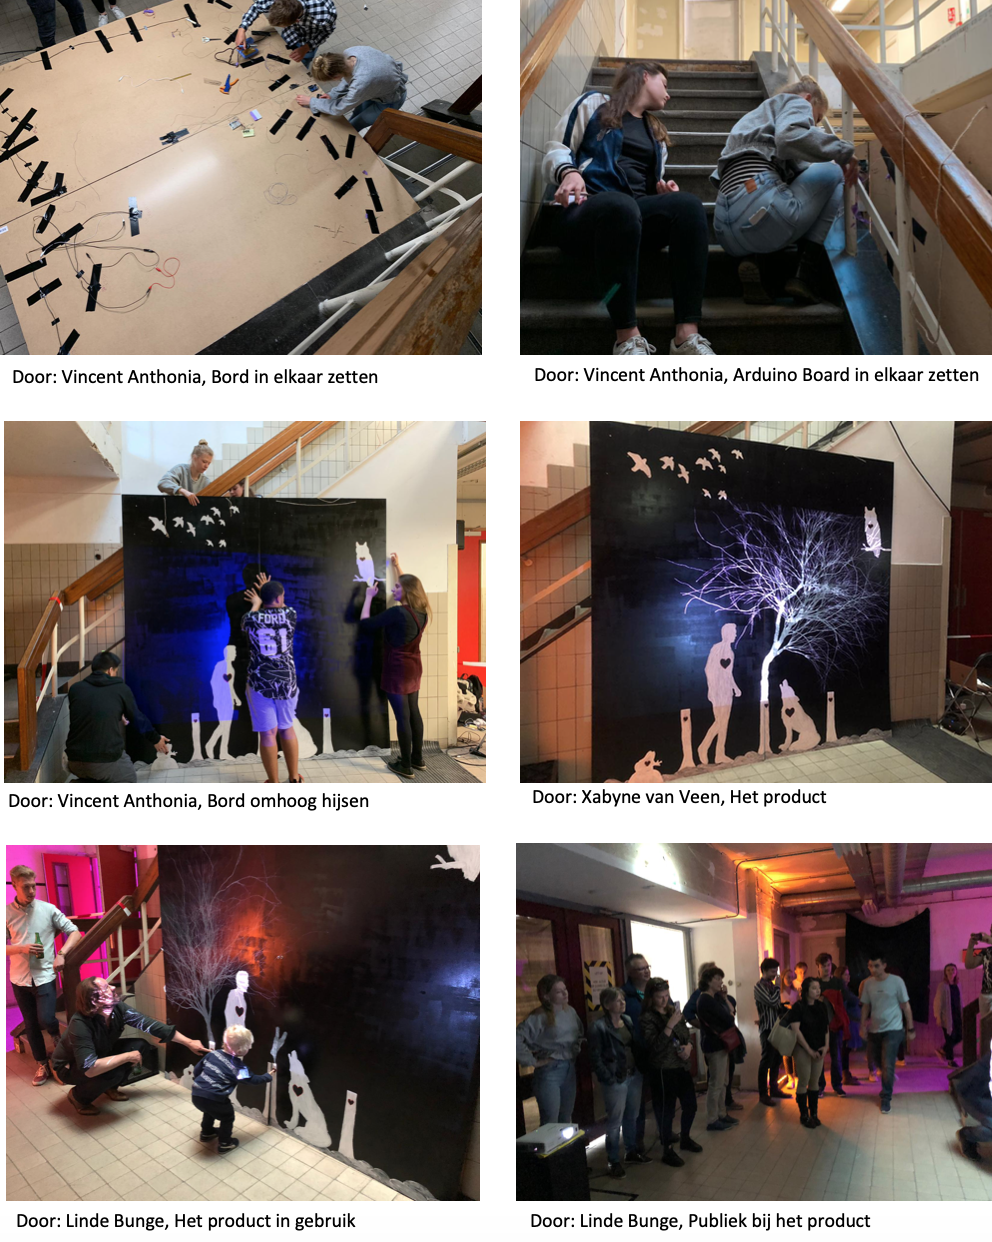 Door: Vincent Anthonia, Bord in elkaar zetten
Door: Vincent Anthonia, Arduino Board in elkaar zetten
FORD
61
Door: Vincent Anthonia, Bord omhoog hijsen
Door: Xabyne van Veen, Het product
Door: Linde Bunge, Het product in gebruik
Door: Linde Bunge, Publiek bij het product